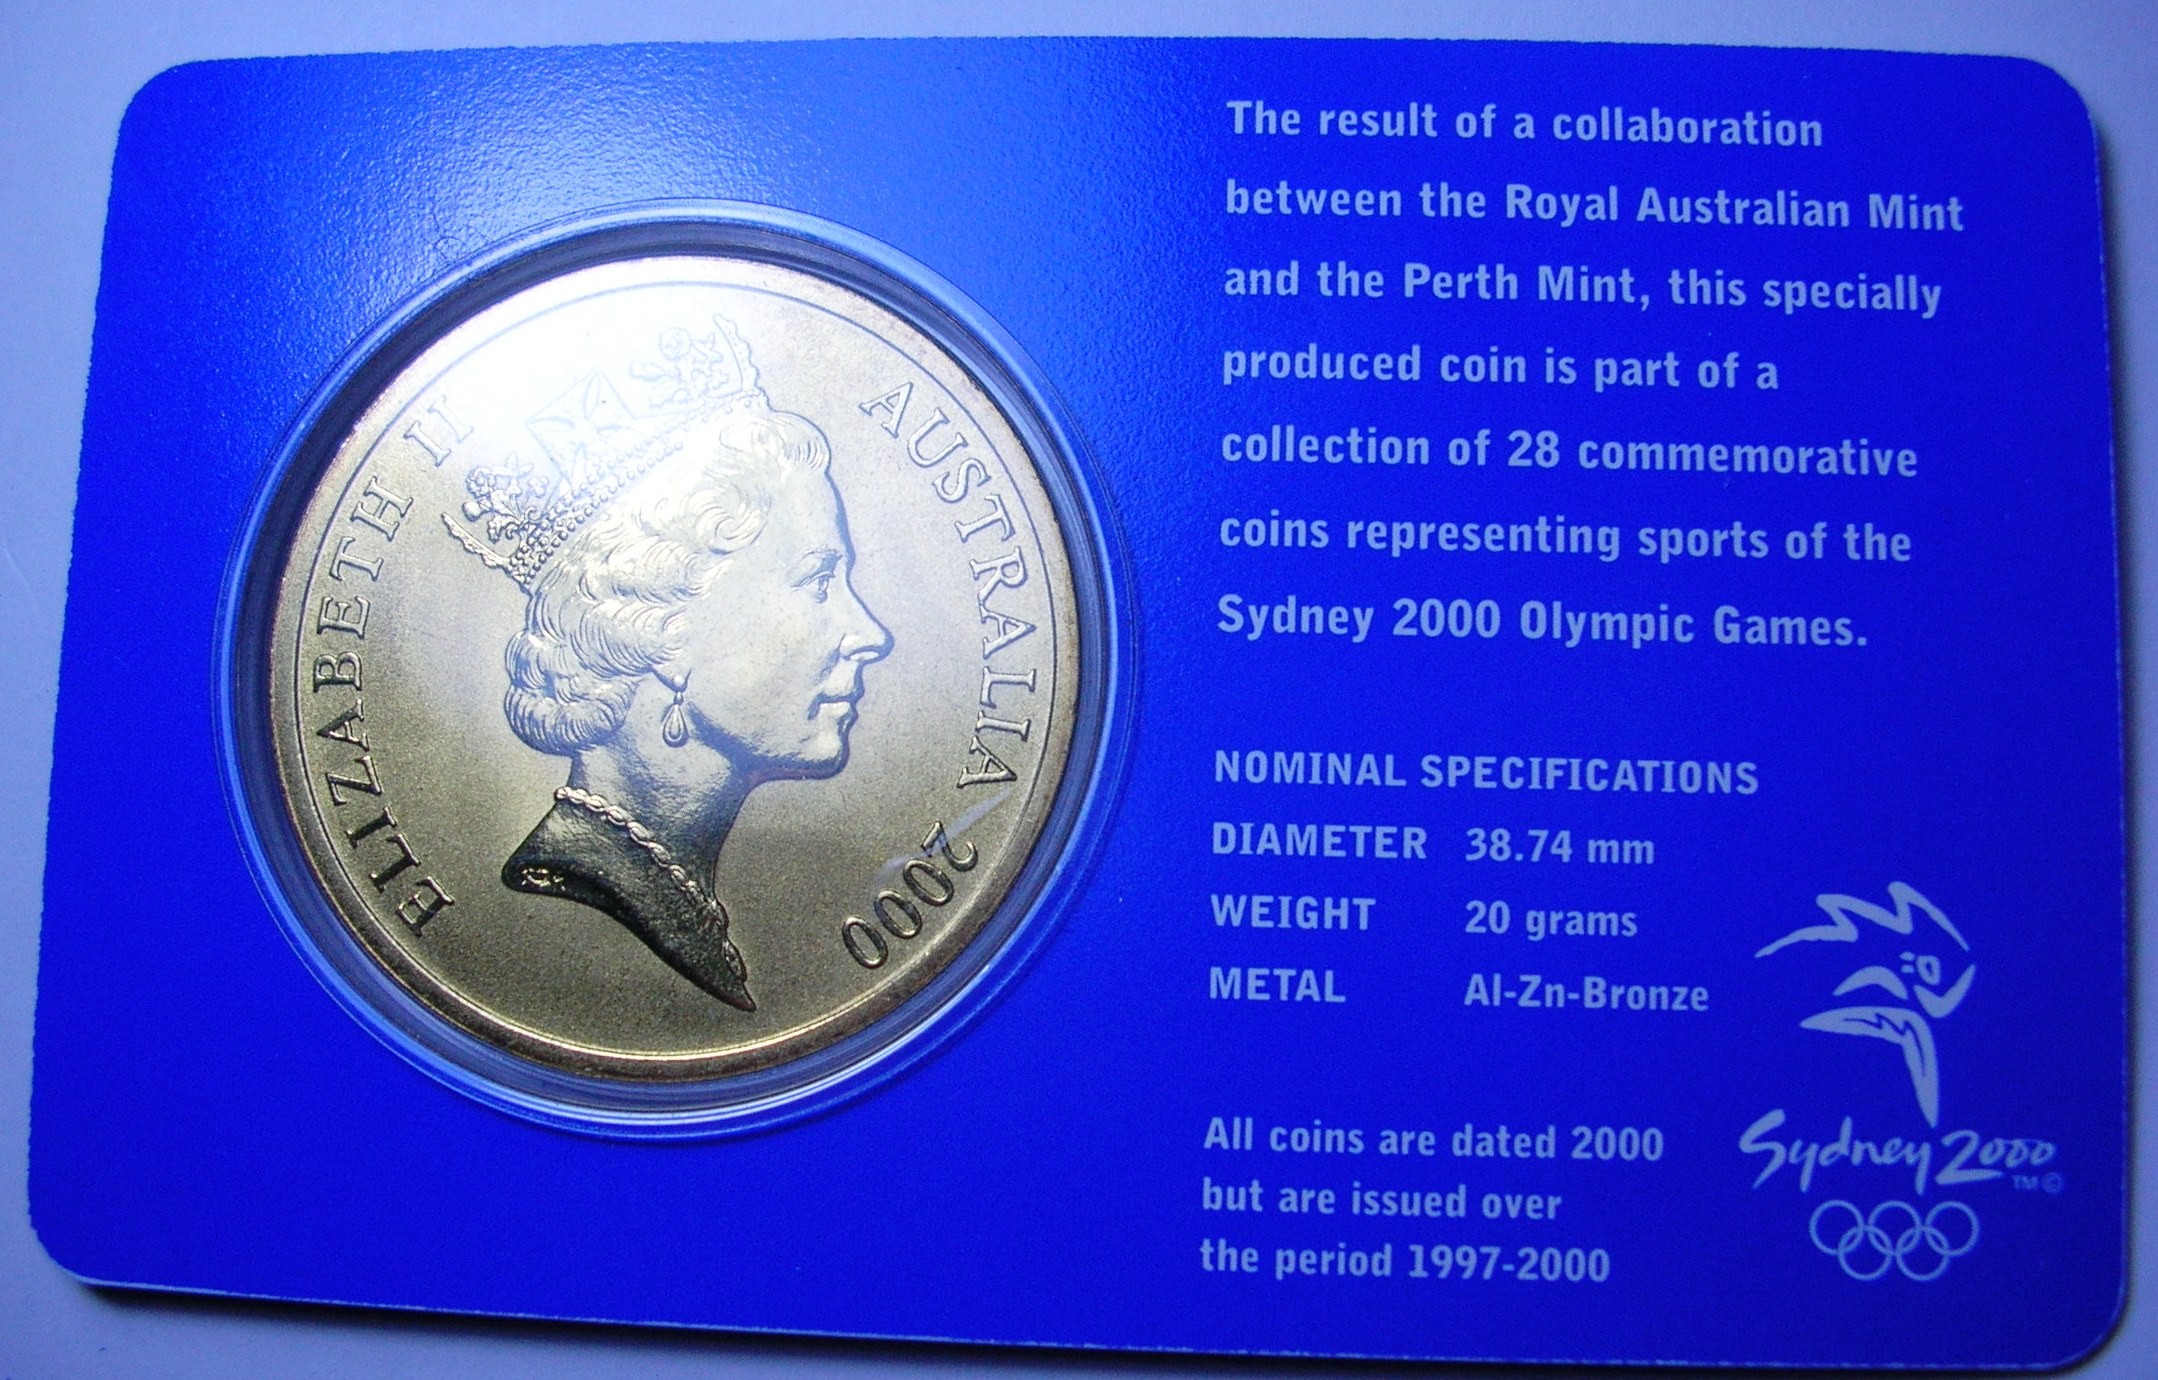 ELIZABETH II AUSTRALIA 2000
The result of a collaboration
between the Royal Australian Mint
and the Perth Mint, this specially
produced coin is part of a
collection of 28 commemorative
coins representing sports of the
Sydney 2000 Olympic Games.
NOMINAL SPECIFICATIONS
DIAMETER 38.74 mm
WEIGHT 20 grams
METAL Al-Zn-Bronze
All coins are dated 2000
but are issued over
the period 1997-2000
Sydney 2000
TM©